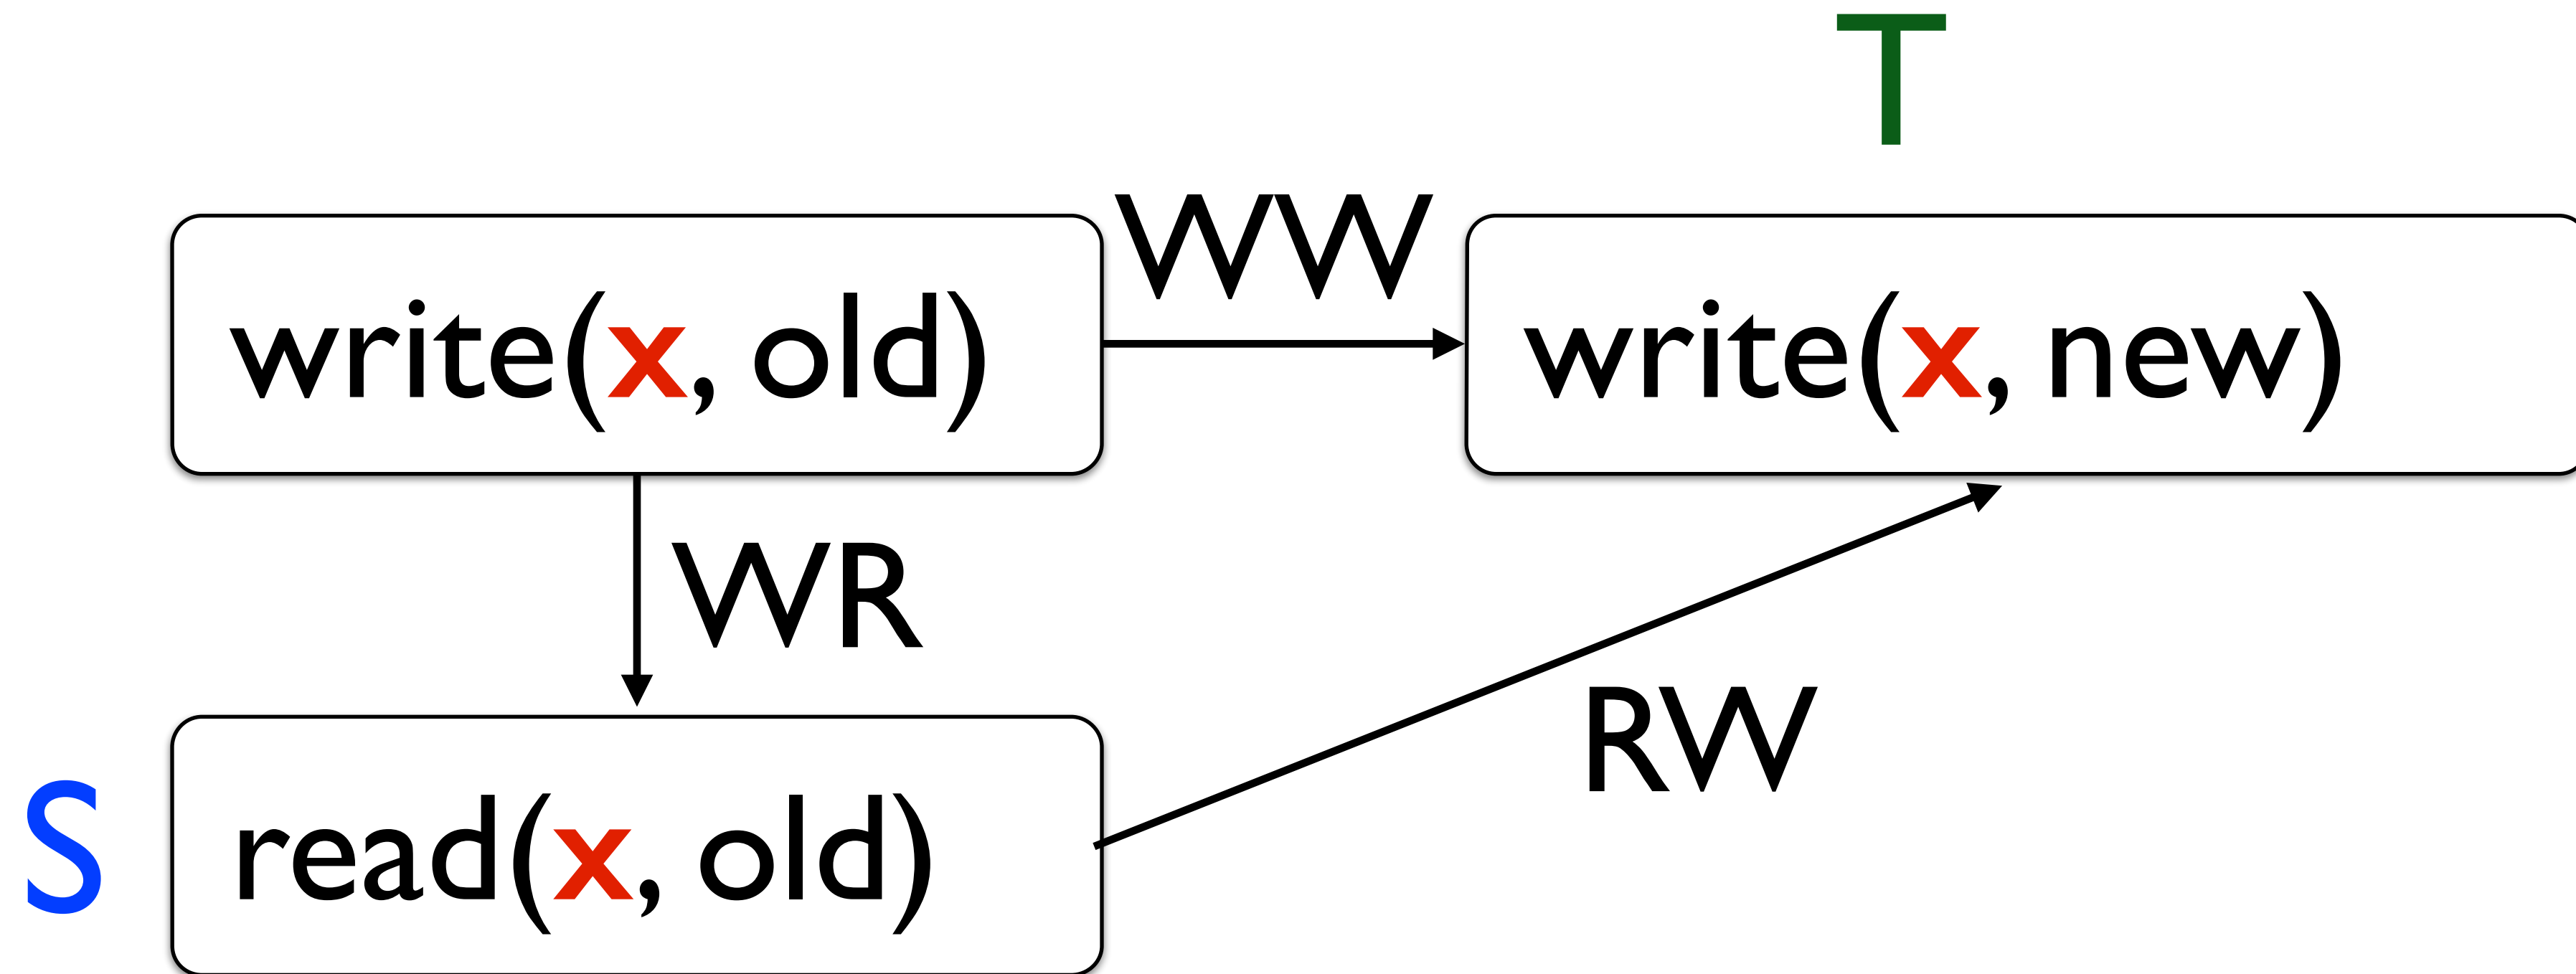 T
WW
write(x, old)
write(x, new)
WR
RW
S
read(x, old)